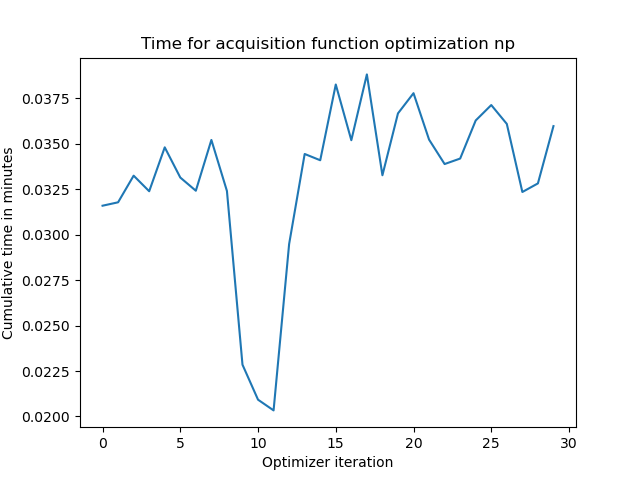 Time for acquisition function optimization np
Cumulative time in minutes
0.0375
0.0350
0.0325
0.0300
0.0275
0.0250
0.0225
0.0200
0 5 10 15 20 25 30
Optimizer iteration